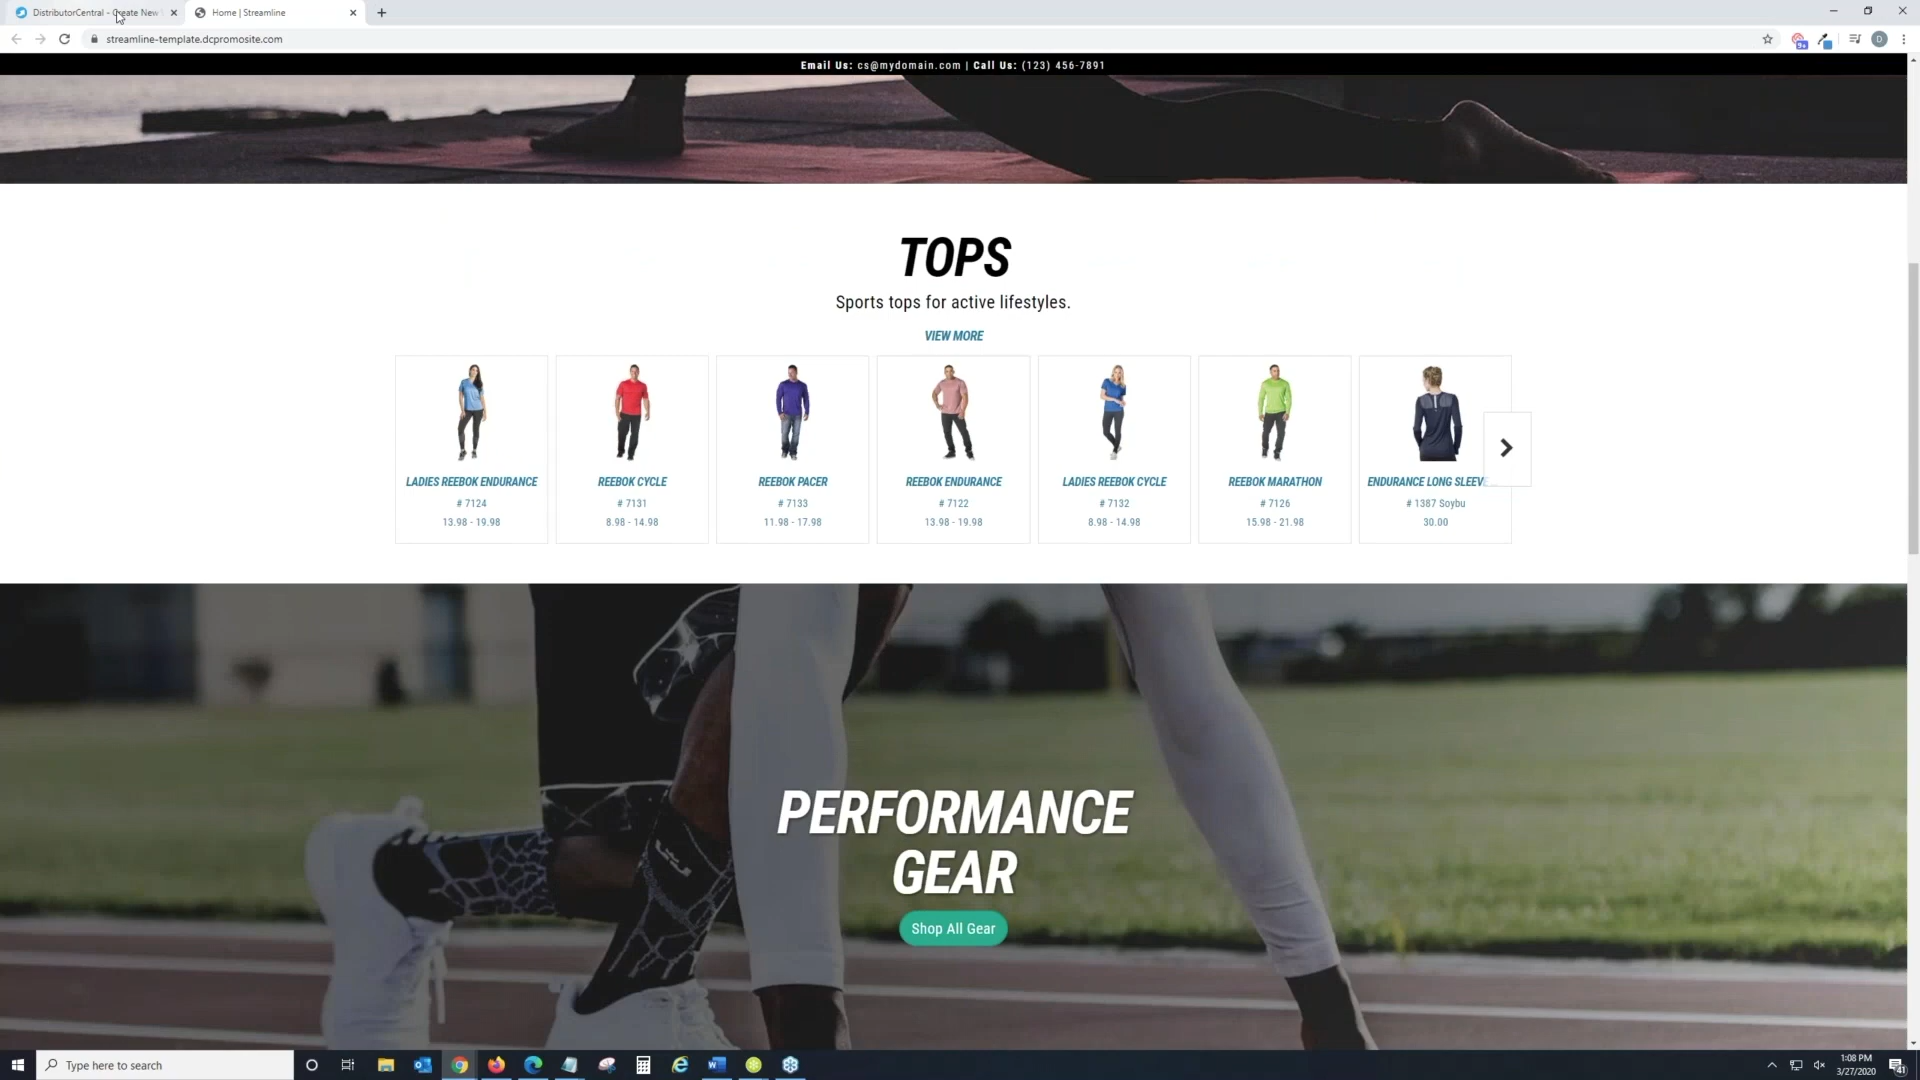 DistributorCentral - Create New
Home | Streamline
streamline-template.dcpromosite.com
Email Us: cs@mydomain.com | Call Us: (123) 456-7891
TOPS
Sports tops for active lifestyles.
VIEW MORE
LADIES REEBOK ENDURANCE
# 7124
13.98 - 19.98
REEBOK CYCLE
# 7131
8.98 - 14.98
REEBOK PACER
# 7133
11.98 - 17.98
REEBOK ENDURANCE
# 7122
13.98 - 19.98
LADIES REEBOK CYCLE
# 7132
8.98 - 14.98
REEBOK MARATHON
# 7126
15.98 - 21.98
ENDURANCE LONG SLEEVE
# 1387 Soybu
30.00
PERFORMANCE
GEAR
Shop All Gear
Type here to search
1:08 PM
3/27/2020
41